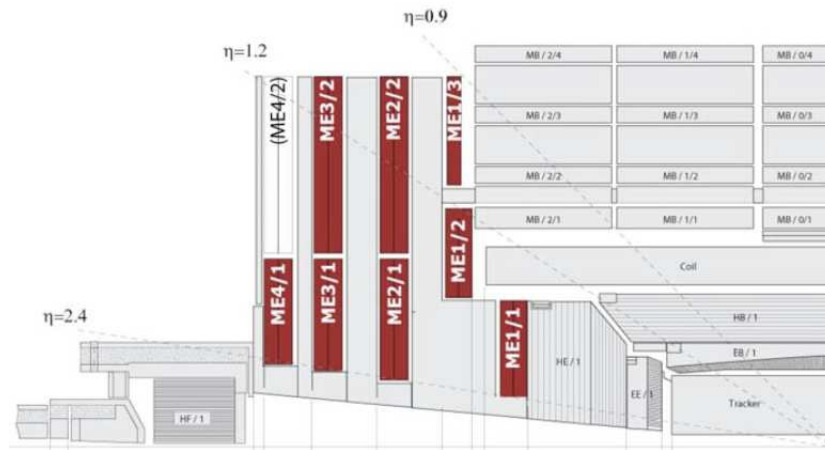 η=0.9
η=1.2
(ME4/2)
ME3/2
ME2/2
ME1/3
MB / 2/4
MB / 1/4
MB / 0/4
MB / 2/3
MB / 1/3
MB / 0/3
MB / 2/2
MB / 1/2
MB / 0/2
MB / 2/1
MB / 1/1
MB / 0/1
ME1/2
Coil
ME4/1
ME3/1
ME2/1
η=2.4
ME1/1
HB / 1
HE / 1
EB / 1
EE / 1
Tracker
HF / 1